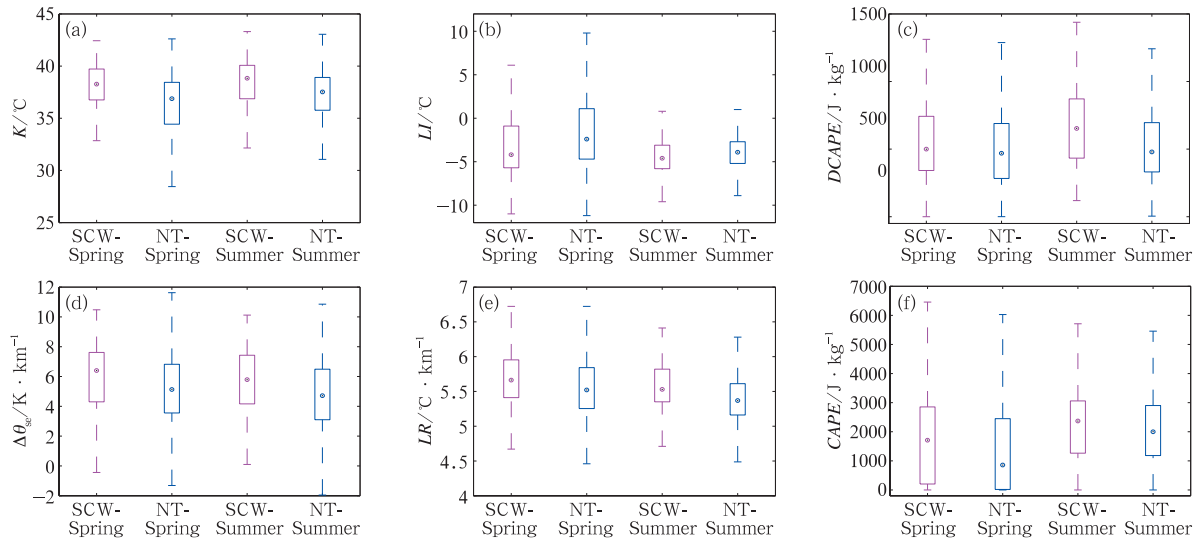 (a)
K/℃
45
40
35
30
25
SCW-
Spring
NT-
Spring
SCW-
Summer
NT-
Summer
(b)
LI/℃
10
5
0
−5
−10
SCW-
Spring
NT-
Spring
SCW-
Summer
NT-
Summer
(c)
DCAPE/J · kg⁻¹
1500
1000
500
0
SCW-
Spring
NT-
Spring
SCW-
Summer
NT-
Summer
(d)
Δθse/K · km⁻¹
12
10
8
6
4
2
0
−2
SCW-
Spring
NT-
Spring
SCW-
Summer
NT-
Summer
(e)
LR/℃ · km⁻¹
7
6.5
6
5.5
5
4.5
4
SCW-
Spring
NT-
Spring
SCW-
Summer
NT-
Summer
(f)
CAPE/J · kg⁻¹
7000
6000
5000
4000
3000
2000
1000
0
SCW-
Spring
NT-
Spring
SCW-
Summer
NT-
Summer